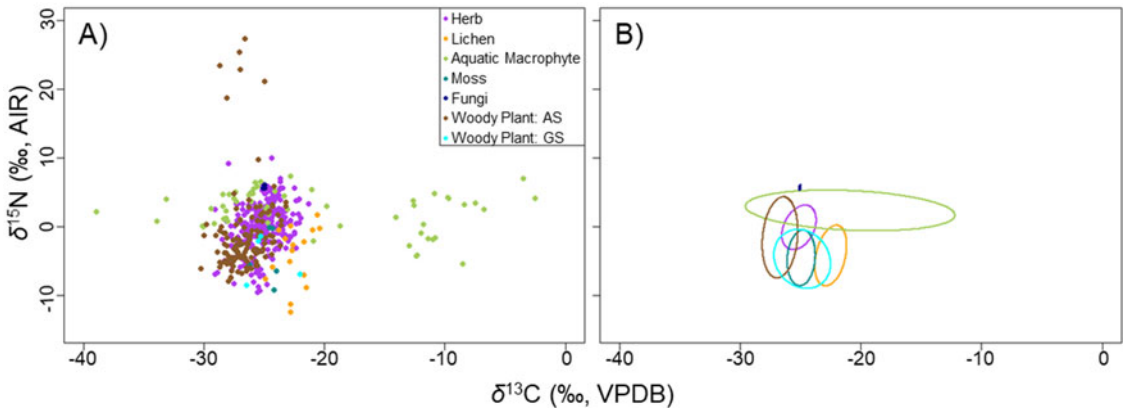 A)
Herb
Lichen
Aquatic Macrophyte
Moss
Fungi
Woody Plant: AS
Woody Plant: GS
B)
δ¹⁵N (‰, AIR)
30
20
10
0
-10
-40 -30 -20 -10 0
-40 -30 -20 -10 0
δ¹³C (‰, VPDB)